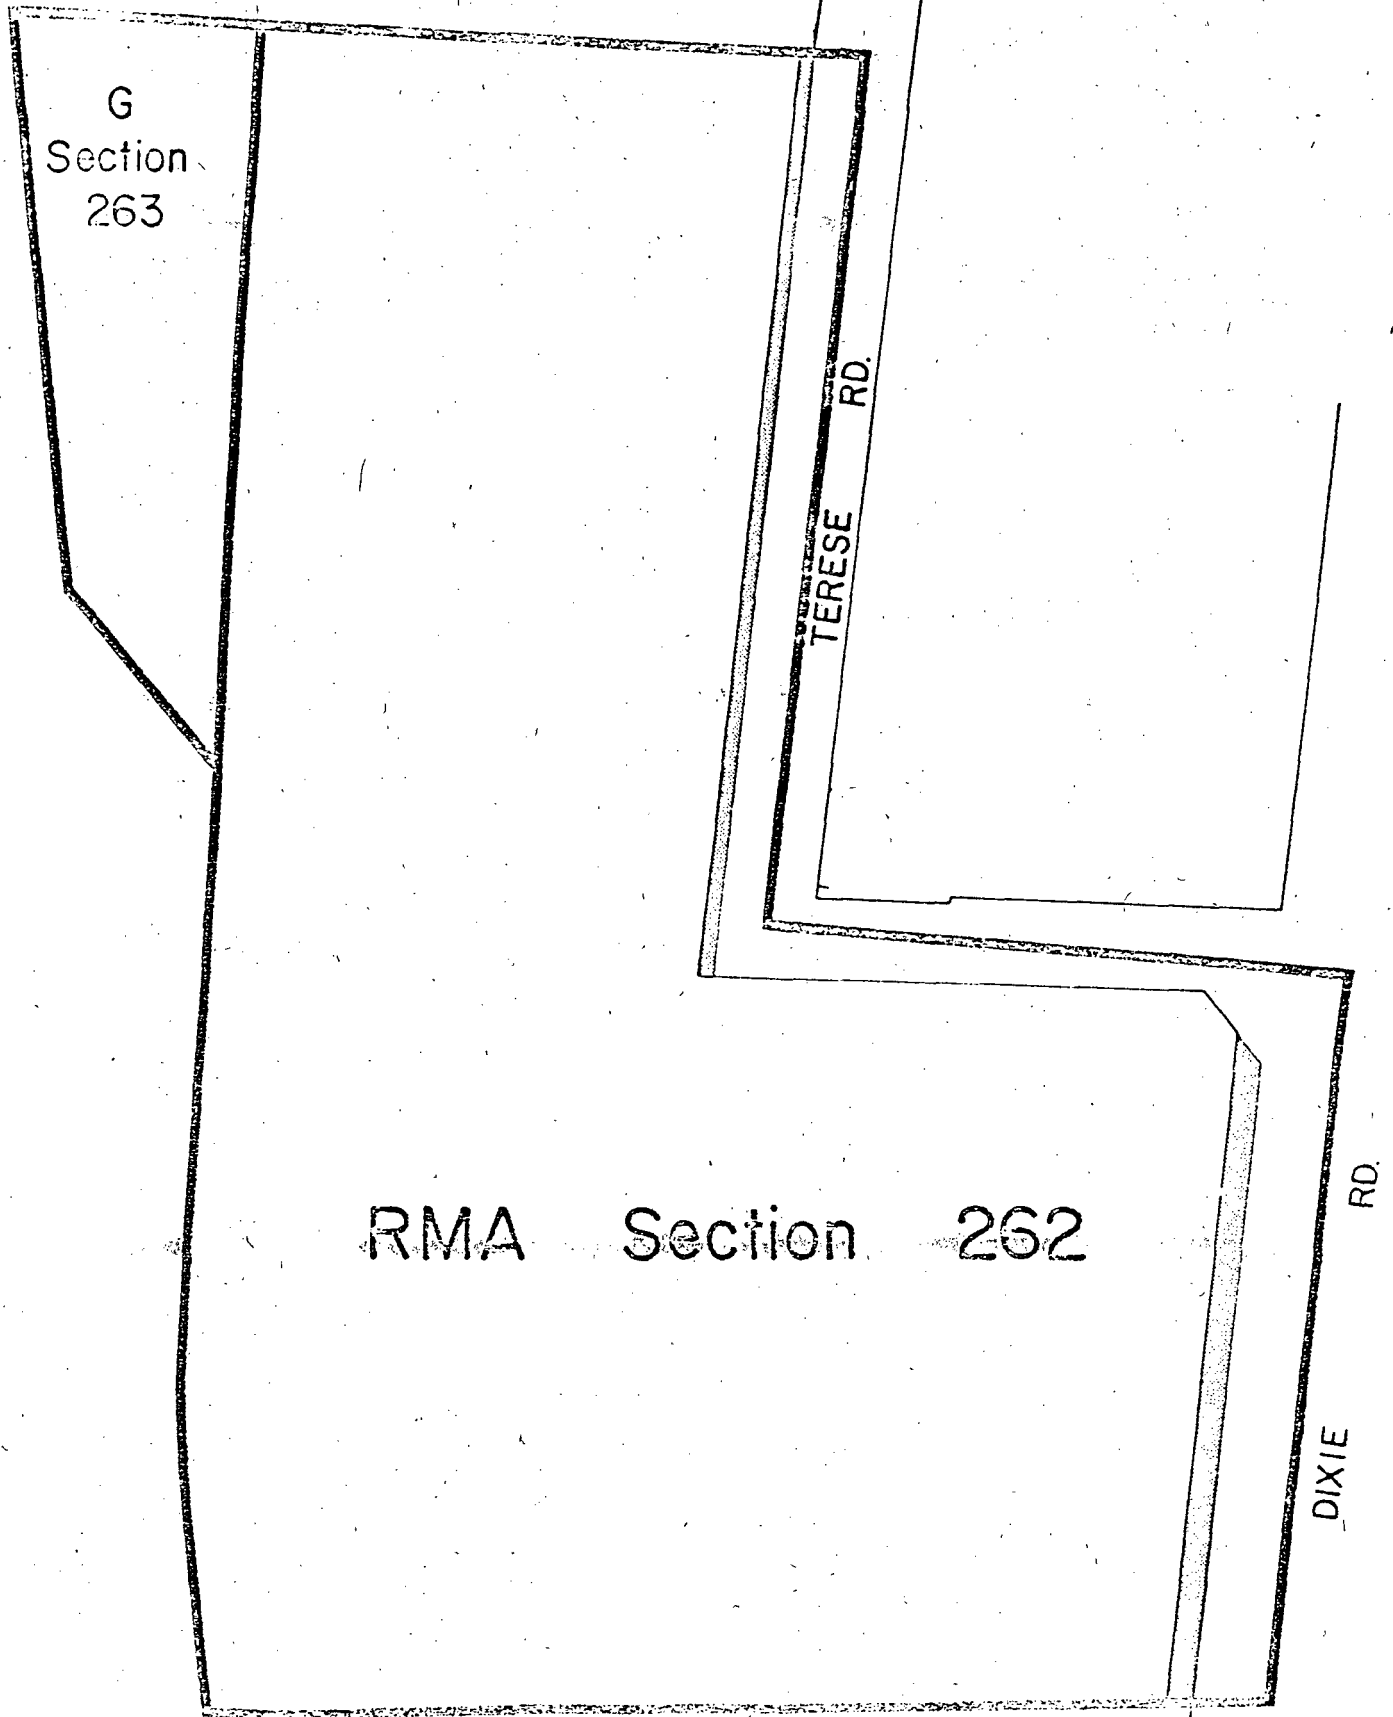 G
Section
263
TERESE RD.
RMA Section 262
DIXIE RD.